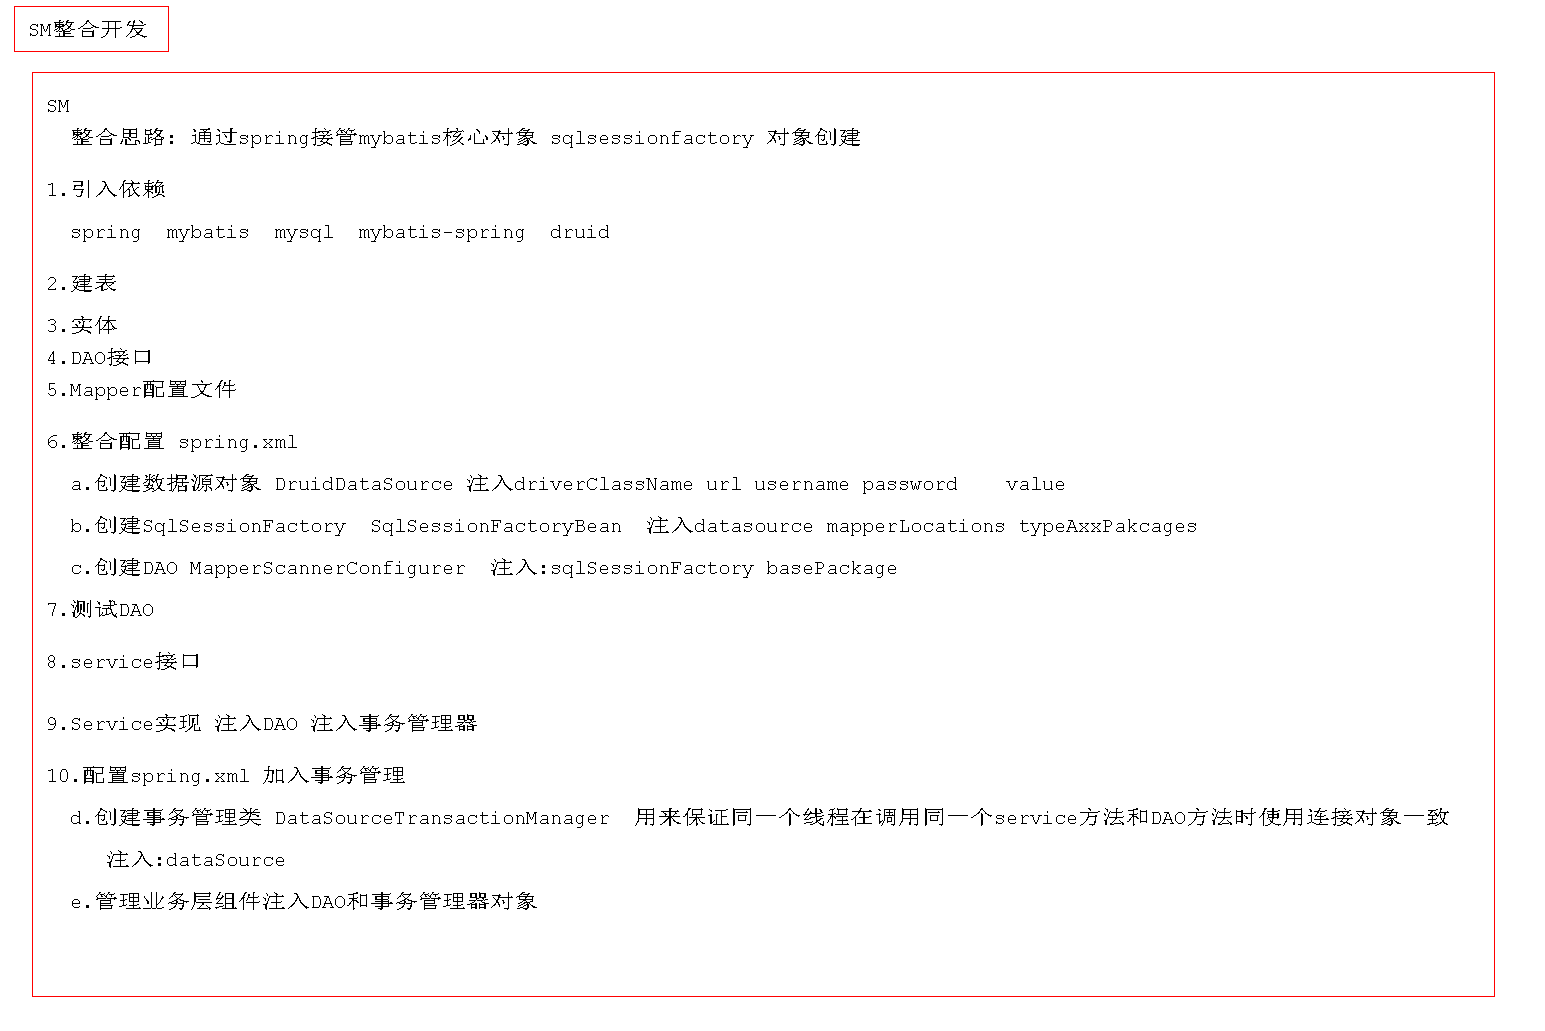 SM整合开发
SM
整合思路: 通过spring接管mybatis核心对象 sqlsessionfactory 对象创建
1.引入依赖
spring mybatis mysql mybatis-spring druid
2.建表
3.实体
4.DAO接口
5.Mapper配置文件
6.整合配置 spring.xml
a.创建数据源对象 DruidDataSource 注入driverClassName url username password value
b.创建SqlSessionFactory SqlSessionFactoryBean 注入datasource mapperLocations typeAxxPakcages
c.创建DAO MapperScannerConfigurer 注入:sqlSessionFactory basePackage
7.测试DAO
8.service接口
9.Service实现 注入DAO 注入事务管理器
10.配置spring.xml 加入事务管理
d.创建事务管理类 DataSourceTransactionManager 用来保证同一个线程在调用同一个service方法和DAO方法时使用连接对象一致
注入:dataSource
e.管理业务层组件注入DAO和事务管理器对象